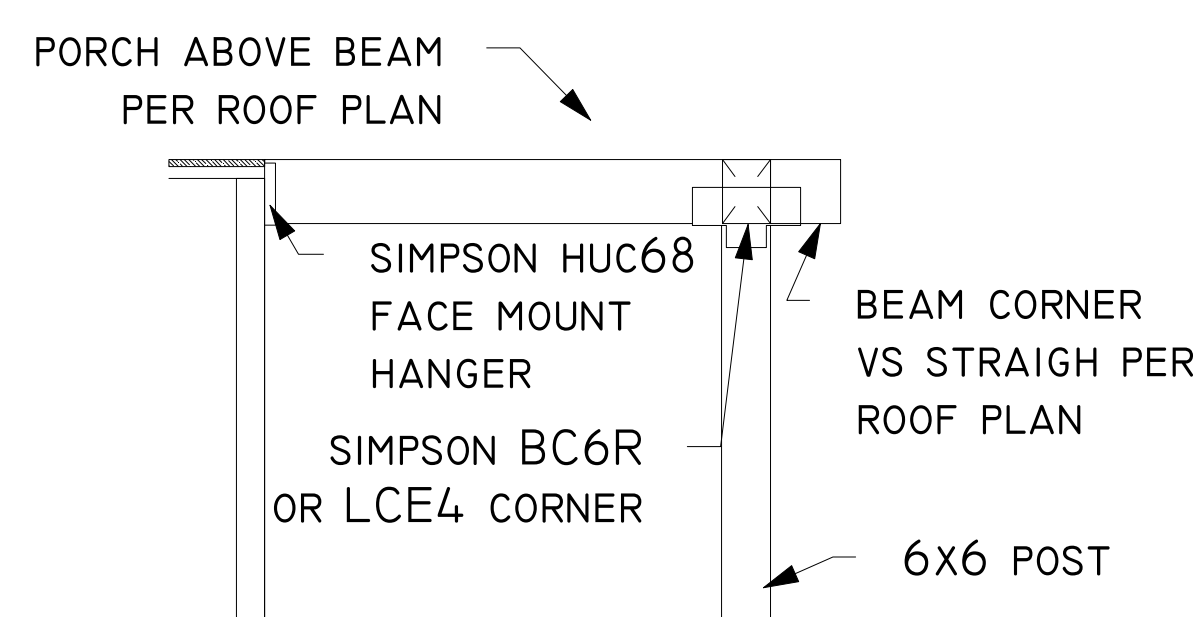 PORCH ABOVE BEAM
PER ROOF PLAN
SIMPSON HUC68
FACE MOUNT
HANGER
BEAM CORNER
VS STRAIGH PER
ROOF PLAN
SIMPSON BC6R
OR LCE4 CORNER
6X6 POST